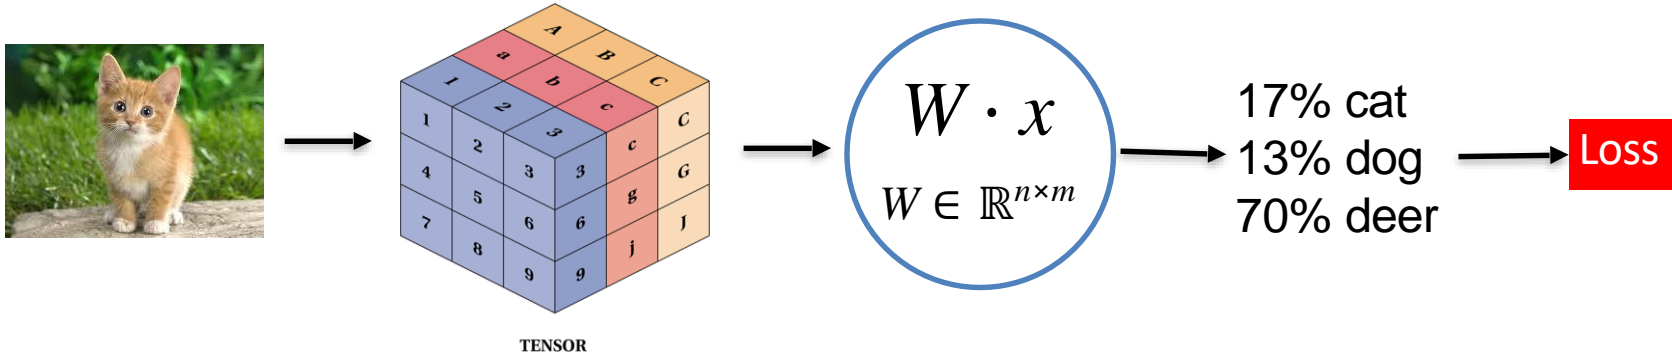 A
B
C
a
b
c
1
2
3
1
2
3
4
5
6
7
8
9
3
c
C
6
g
G
9
j
J
TENSOR
W · x
W ∈ ℝⁿˣᵐ
17% cat
13% dog
70% deer
Loss